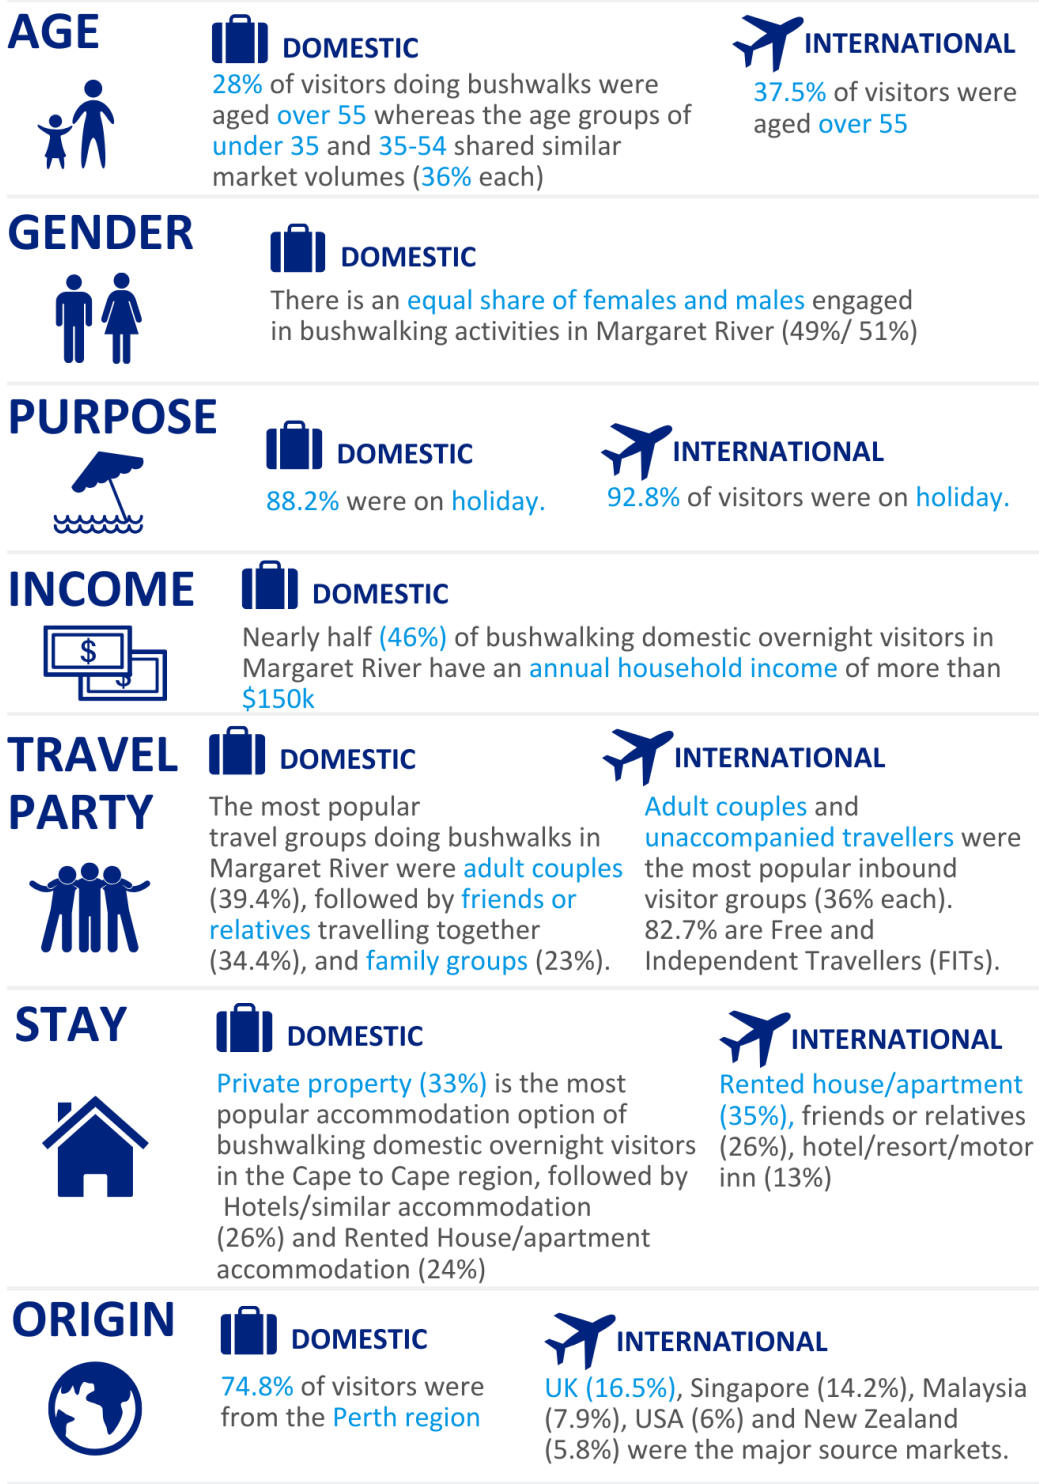 AGE
DOMESTIC
28% of visitors doing bushwalks were
aged over 55 whereas the age groups of
under 35 and 35-54 shared similar
market volumes (36% each)
INTERNATIONAL
37.5% of visitors were
aged over 55
GENDER
DOMESTIC
There is an equal share of females and males engaged
in bushwalking activities in Margaret River (49%/ 51%)
PURPOSE
DOMESTIC
88.2% were on holiday.
INTERNATIONAL
92.8% of visitors were on holiday.
INCOME
$
$
DOMESTIC
Nearly half (46%) of bushwalking domestic overnight visitors in
Margaret River have an annual household income of more than
$150k
TRAVEL
PARTY
DOMESTIC
The most popular
travel groups doing bushwalks in
Margaret River were adult couples
(39.4%), followed by friends or
relatives travelling together
(34.4%), and family groups (23%).
INTERNATIONAL
Adult couples and
unaccompanied travellers were
the most popular inbound
visitor groups (36% each).
82.7% are Free and
Independent Travellers (FITs).
STAY
DOMESTIC
Private property (33%) is the most
popular accommodation option of
bushwalking domestic overnight visitors
in the Cape to Cape region, followed by
Hotels/similar accommodation
(26%) and Rented House/apartment
accommodation (24%)
INTERNATIONAL
Rented house/apartment
(35%), friends or relatives
(26%), hotel/resort/motor
inn (13%)
ORIGIN
DOMESTIC
74.8% of visitors were
from the Perth region
INTERNATIONAL
UK (16.5%), Singapore (14.2%), Malaysia
(7.9%), USA (6%) and New Zealand
(5.8%) were the major source markets.